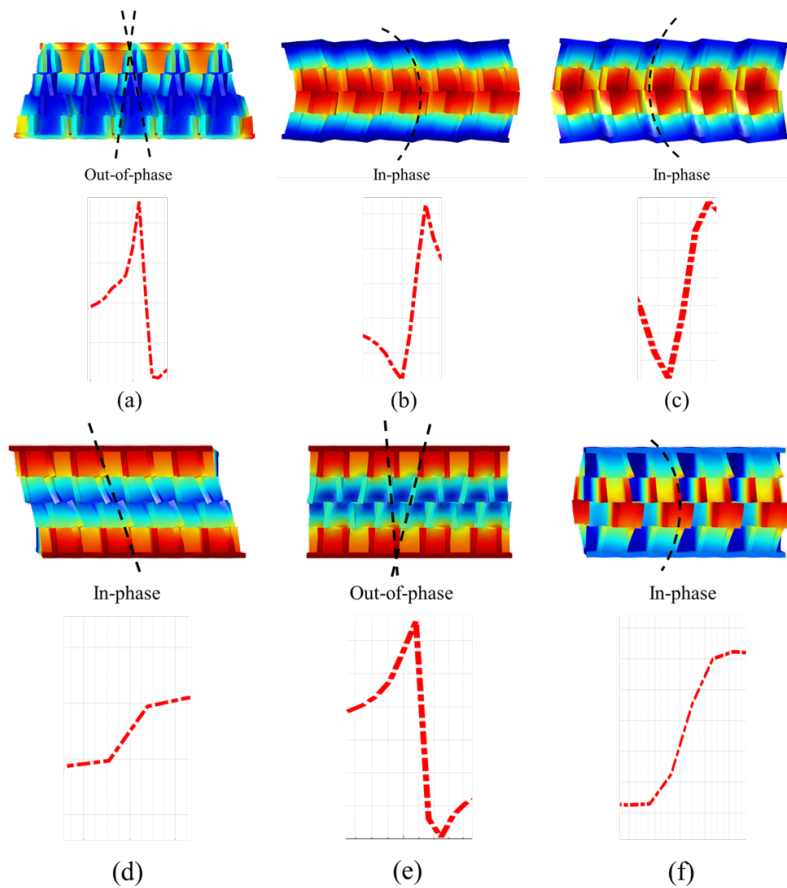 Out-of-phase
In-phase
In-phase
(a)
(b)
(c)
In-phase
Out-of-phase
In-phase
(d)
(e)
(f)